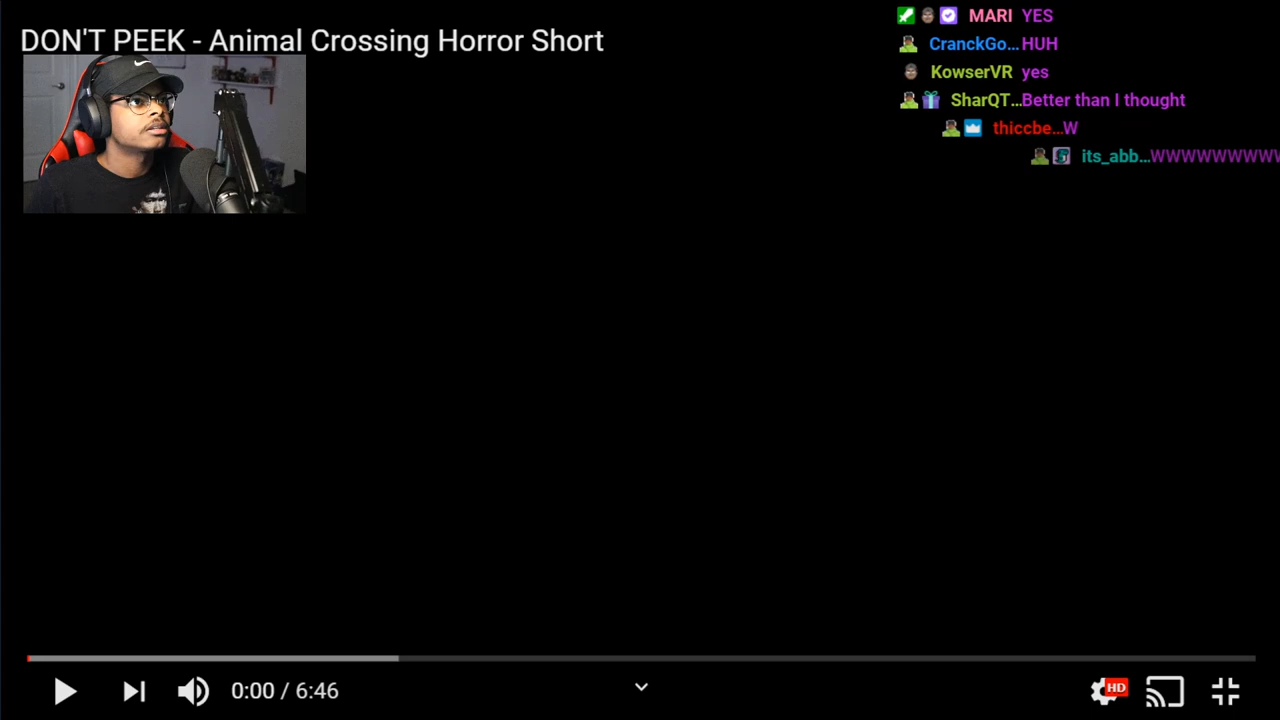 DON'T PEEK - Animal Crossing Horror Short
MARI YES
CranckGo... HUH
KowserVR yes
SharQT... Better than I thought
thiccbe... W
its_abb... WWWWWWWWW
0:00 / 6:46
HD